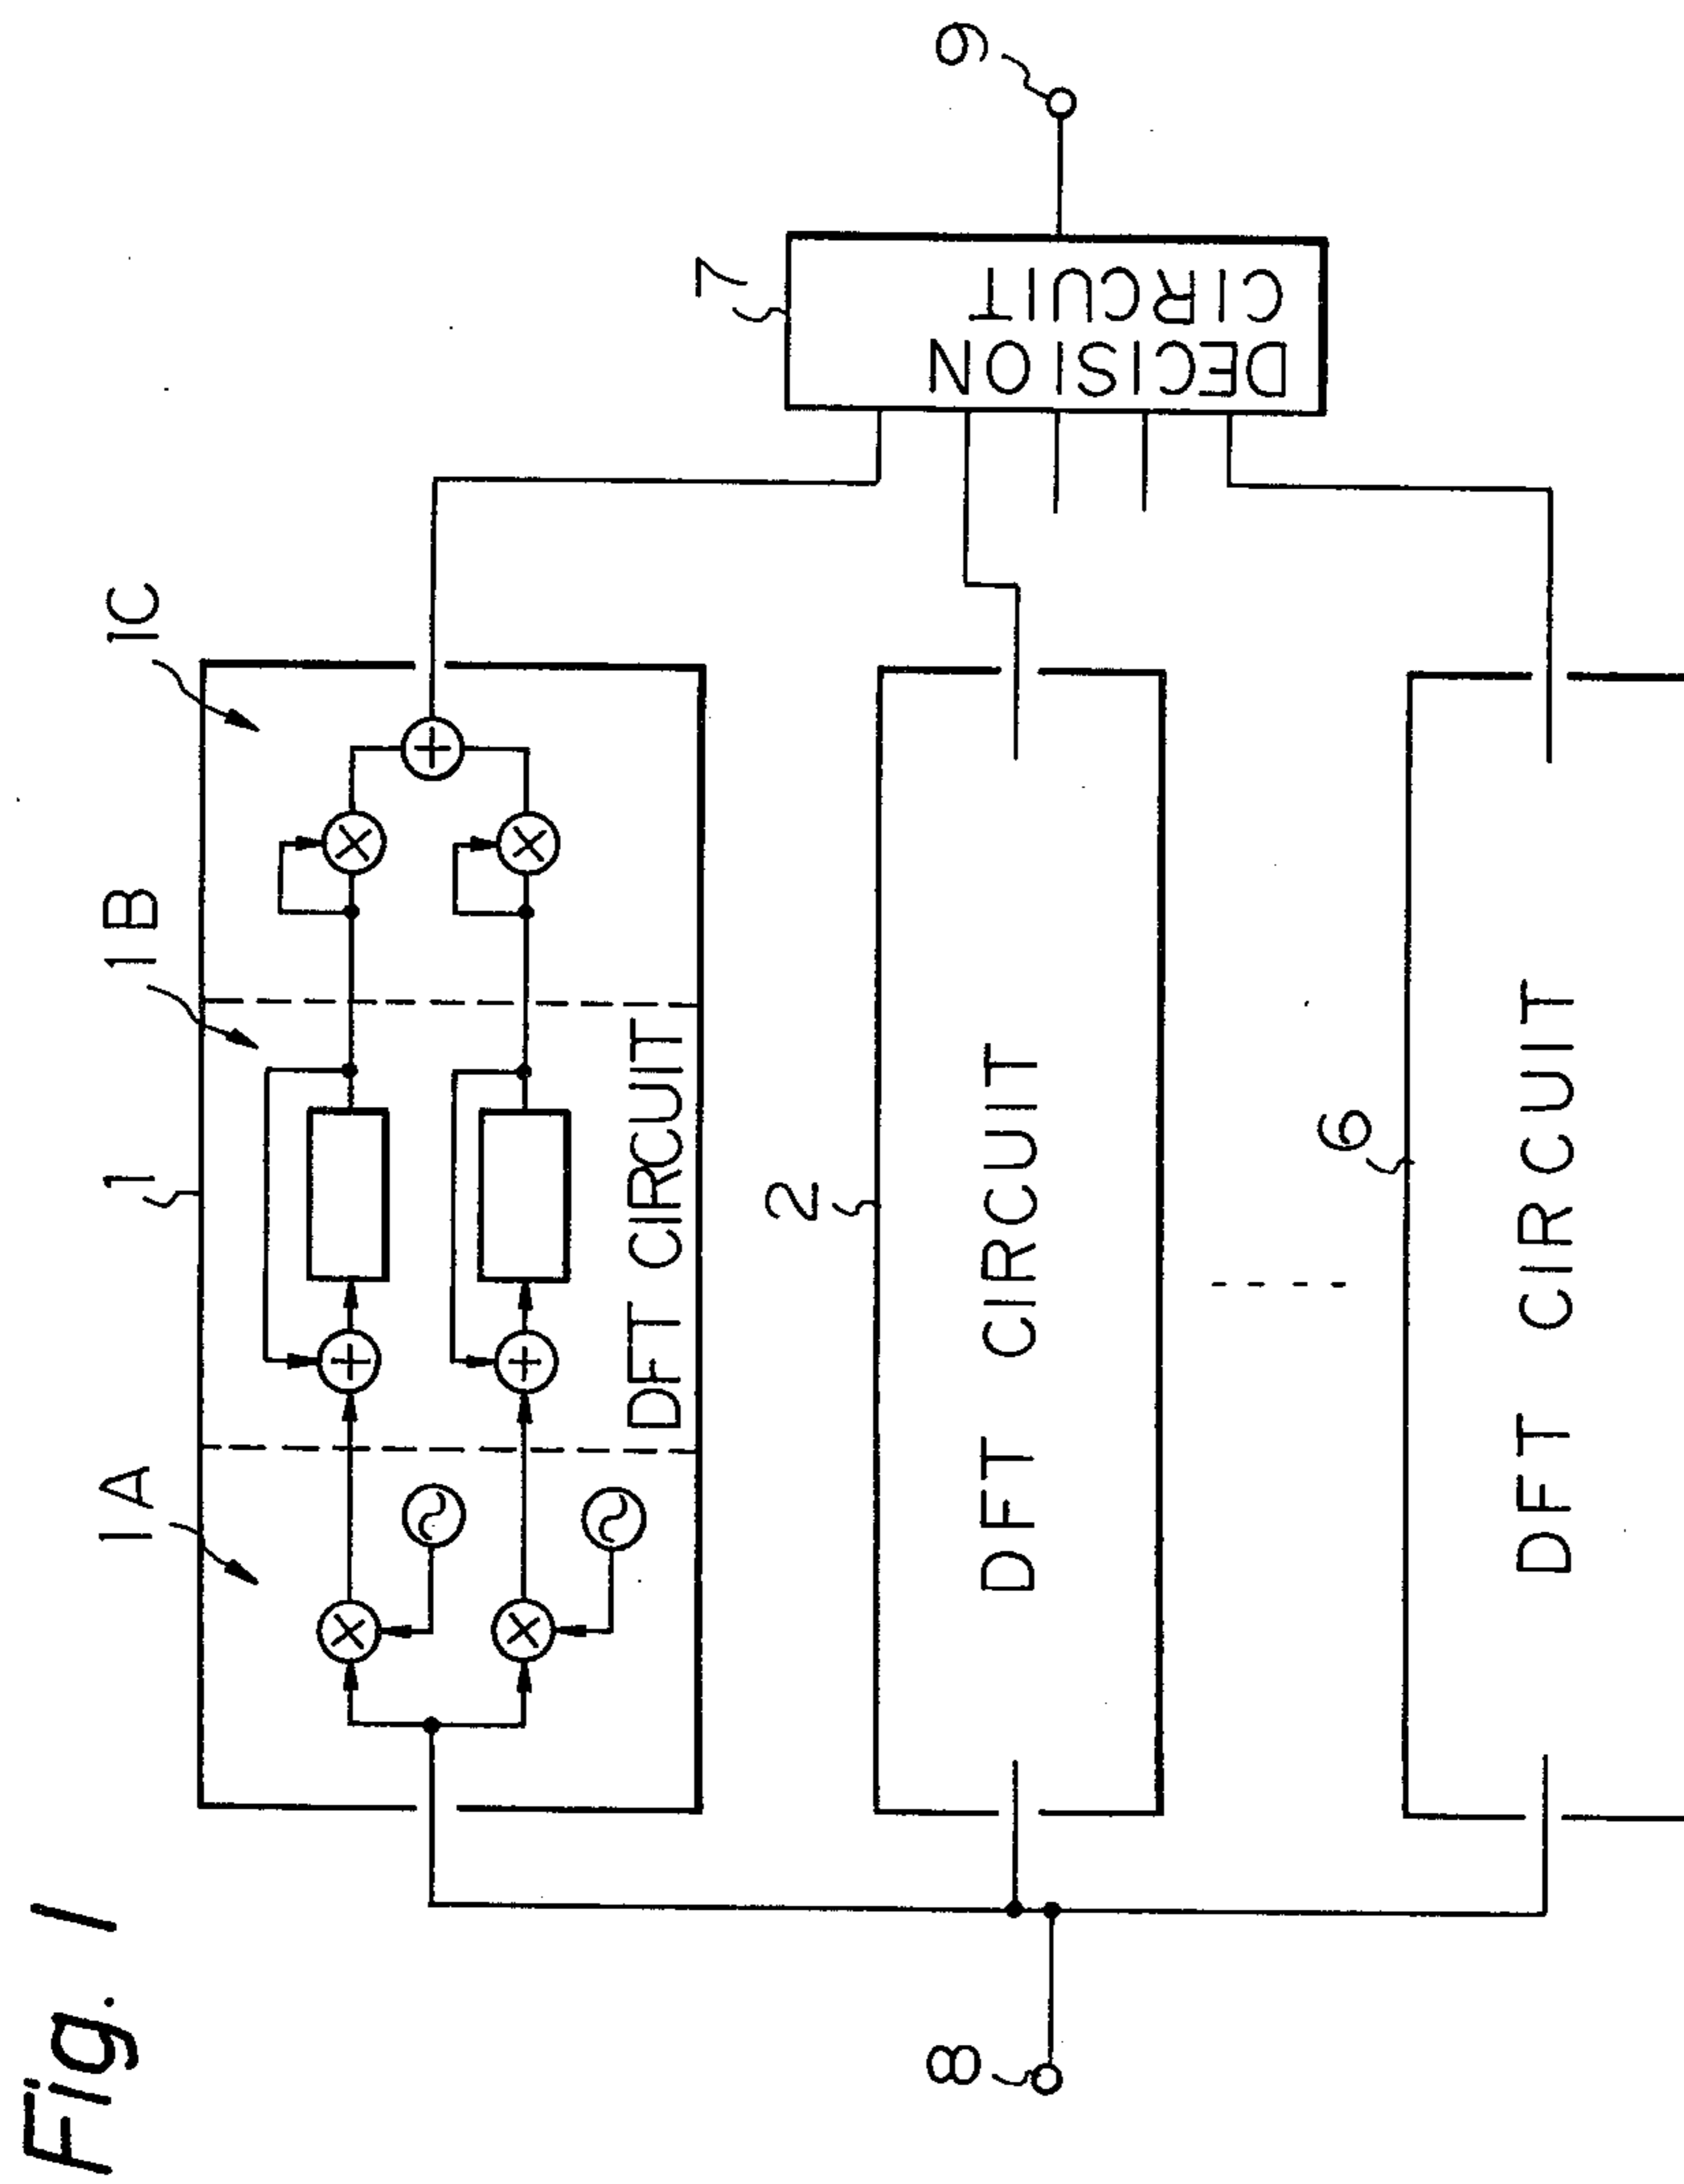 Fig. 1
1A
1
1B
1C
DFT CIRCUIT
2
DFT CIRCUIT
6
DFT CIRCUIT
7
DECISION
CIRCUIT
8
9